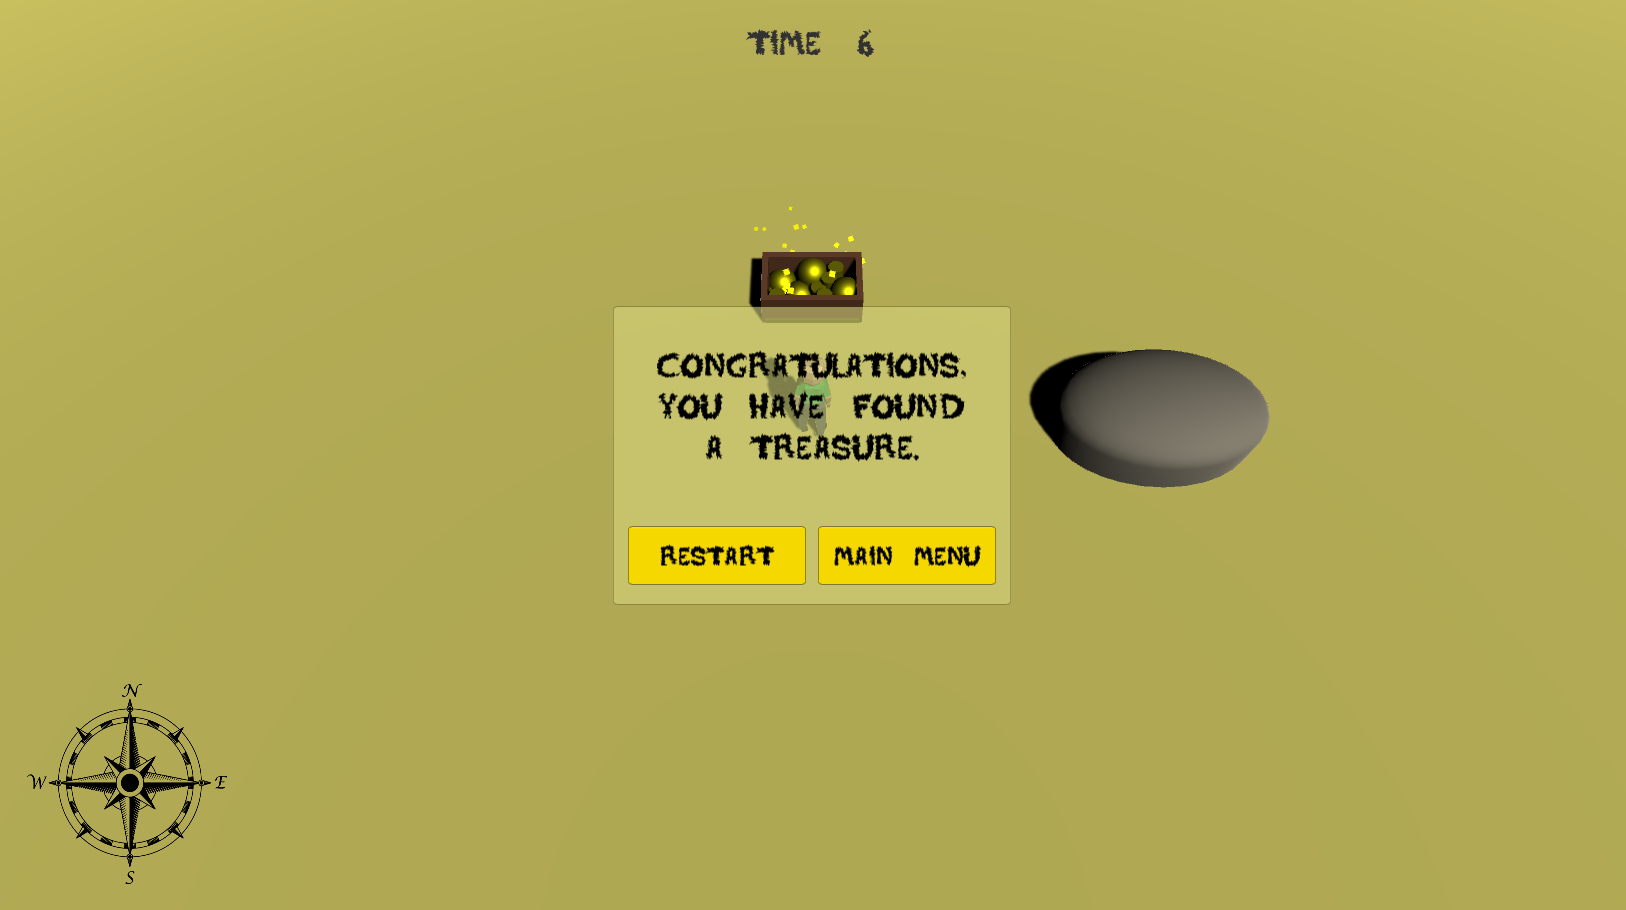 TIME 6
CONGRATULATIONS.
YOU HAVE FOUND
A TREASURE.
RESTART
MAIN MENU
N
W
E
S